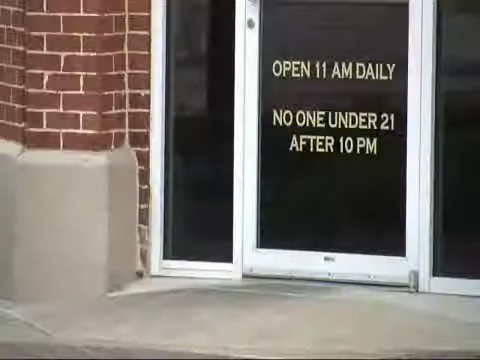 OPEN 11 AM DAILY
NO ONE UNDER 21
AFTER 10 PM